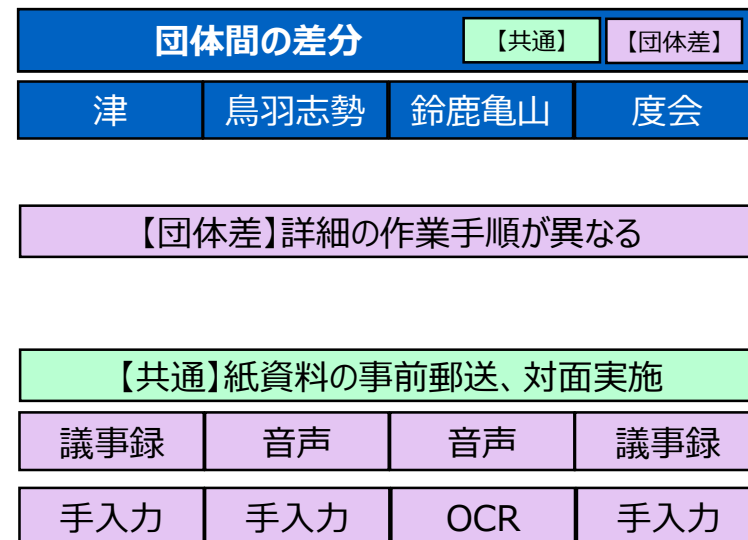 団体間の差分 【共通】 【団体差】
津 鳥羽志勢 鈴鹿亀山 度会
【団体差】詳細の作業手順が異なる
【共通】紙資料の事前郵送、対面実施
議事録 音声 音声 議事録
手入力 手入力 OCR 手入力